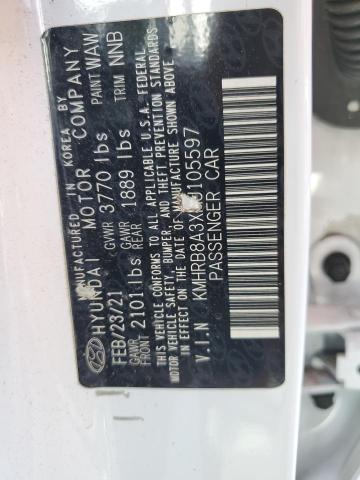 MANUFACTURED IN KOREA BY
HYUNDAI MOTOR COMPANY
FEB/23/21 GVWR 3770 lbs PAINT WAW
GAWR FRONT 2101 lbs GAWR REAR 1889 lbs TRIM NNB
THIS VEHICLE CONFORMS TO ALL APPLICABLE U.S.A. FEDERAL
MOTOR VEHICLE SAFETY, BUMPER AND THEFT PREVENTION STANDARDS
IN EFFECT ON THE DATE OF MANUFACTURE SHOWN ABOVE.
V.I.N
PASSENGER CAR